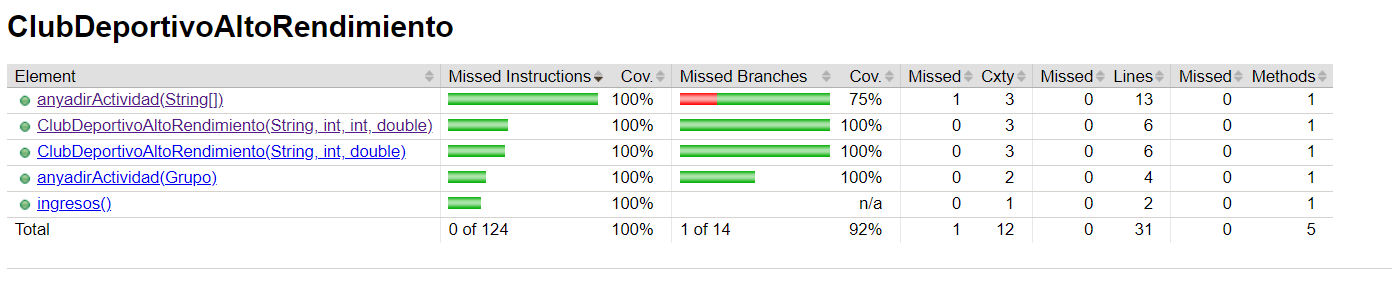 ClubDeportivoAltoRendimiento
Element Missed Instructions Cov. Missed Branches Cov. Missed Cxty Missed Lines Missed Methods
anyadirActividad(String[]) 100% 75% 1 3 0 13 0 1
ClubDeportivoAltoRendimiento(String, int, int, double) 100% 100% 0 3 0 6 0 1
ClubDeportivoAltoRendimiento(String, int, double) 100% 100% 0 3 0 6 0 1
anyadirActividad(Grupo) 100% 100% 0 2 0 4 0 1
ingresos() 100% n/a 0 1 0 2 0 1
Total 0 of 124 100% 1 of 14 92% 1 12 0 31 0 5